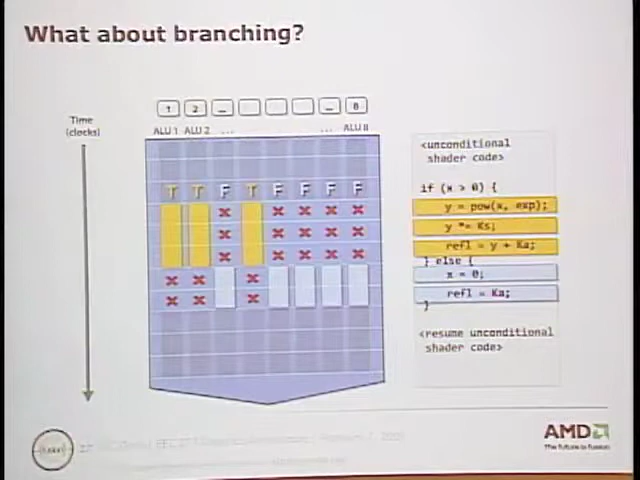 What about branching?
1 2 ... ... 8
Time
(clocks)
ALU 1 ALU 2 ... ... ALU 8
T T F T F F F F
<unconditional
shader code>
if (x > 0) {
y = pow(x, exp);
y *= Ks;
refl = y + Ka;
} else {
x = 0;
refl = Ka;
}
<resume unconditional
shader code>
AMD
The future is fusion